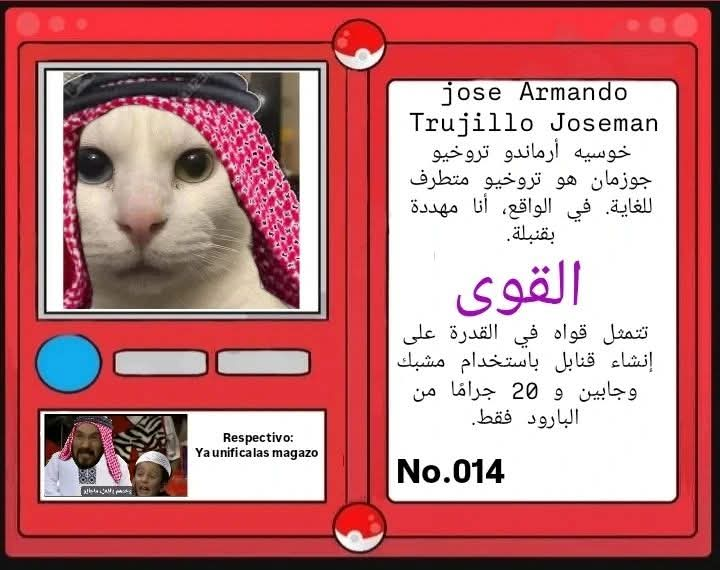 jose Armando
Trujillo Joseman
خوسيه أرماندو تروخيو
جوزمان هو تروخيو متطرف
للغاية. في الواقع، أنا مهددة
بقنبلة.
القوى
تتمثل قواه في القدرة على
إنشاء قنابل باستخدام مشبك
وجابين و 20 جرامًا من
البارود فقط.
No.014
Respectivo:
Ya unificalas magazo